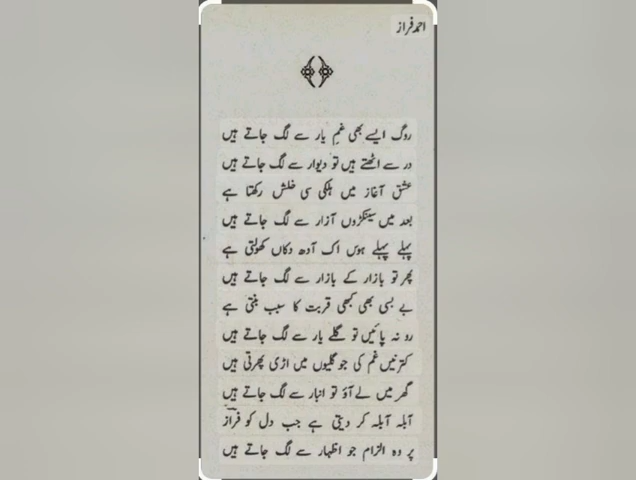 احمد فراز
روگ ایسے بھی غمِ یار سے لگ جاتے ہیں
در سے اٹھتے ہیں تو دیوار سے لگ جاتے ہیں
عشق آغاز میں ہلکی سی خلش رکھتا ہے
بعد میں سینکڑوں آزار سے لگ جاتے ہیں
پہلے پہلے ہوس اک آدھ دکاں کھولتی ہے
پھر تو بازار کے بازار سے لگ جاتے ہیں
بے بسی بھی کبھی قربت کا سبب بنتی ہے
رو نہ پائیں تو گلے یار سے لگ جاتے ہیں
کترنیں غم کی جو گلیوں میں اڑی پھرتی ہیں
گھر میں لے آؤ تو انبار سے لگ جاتے ہیں
آبلہ آبلہ کر دیتی ہے جب دل کو فراز
پر وہ الزام جو اظہار سے لگ جاتے ہیں